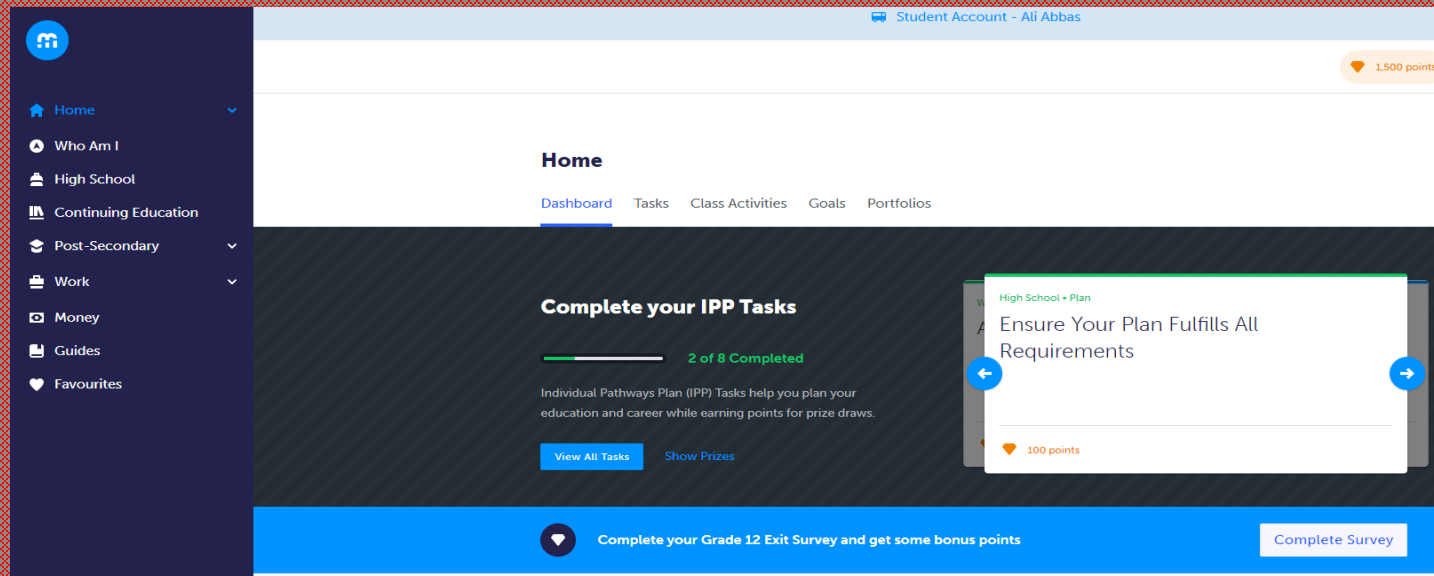 m
Student Account - Ali Abbas
1,500 points
Home
Who Am I
High School
Continuing Education
Post-Secondary
Work
Money
Guides
Favourites
Home
Dashboard Tasks Class Activities Goals Portfolios
Complete your IPP Tasks
2 of 8 Completed
Individual Pathways Plan (IPP) Tasks help you plan your
education and career while earning points for prize draws.
View All Tasks Show Prizes
High School • Plan
Ensure Your Plan Fulfills All
Requirements
100 points
Complete your Grade 12 Exit Survey and get some bonus points
Complete Survey